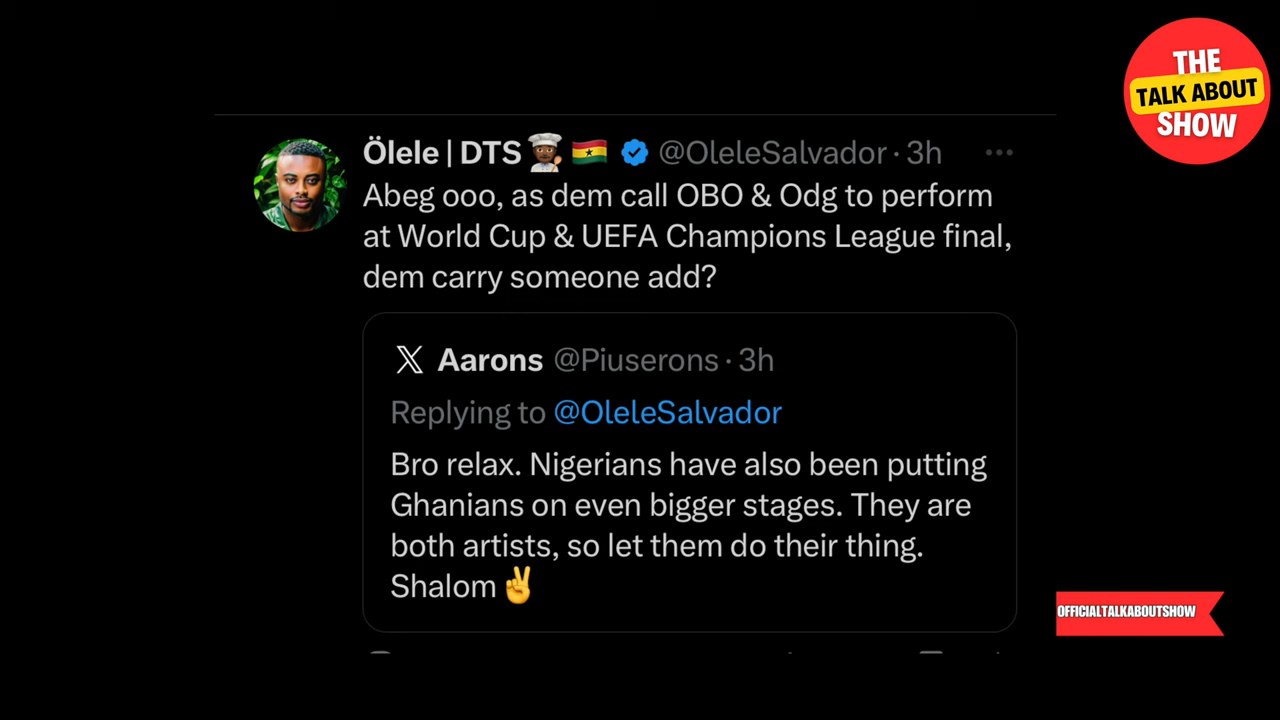 THE
TALK ABOUT
SHOW
Ölele | DTS👨🏿‍🍳🇬🇭 @OleleSalvador · 3h
Abeg ooo, as dem call OBO & Odg to perform
at World Cup & UEFA Champions League final,
dem carry someone add?
Aarons @Piuserons · 3h
Replying to @OleleSalvador
Bro relax. Nigerians have also been putting
Ghanians on even bigger stages. They are
both artists, so let them do their thing.
Shalom✌️
OFFICIALTALKABOUTSHOW